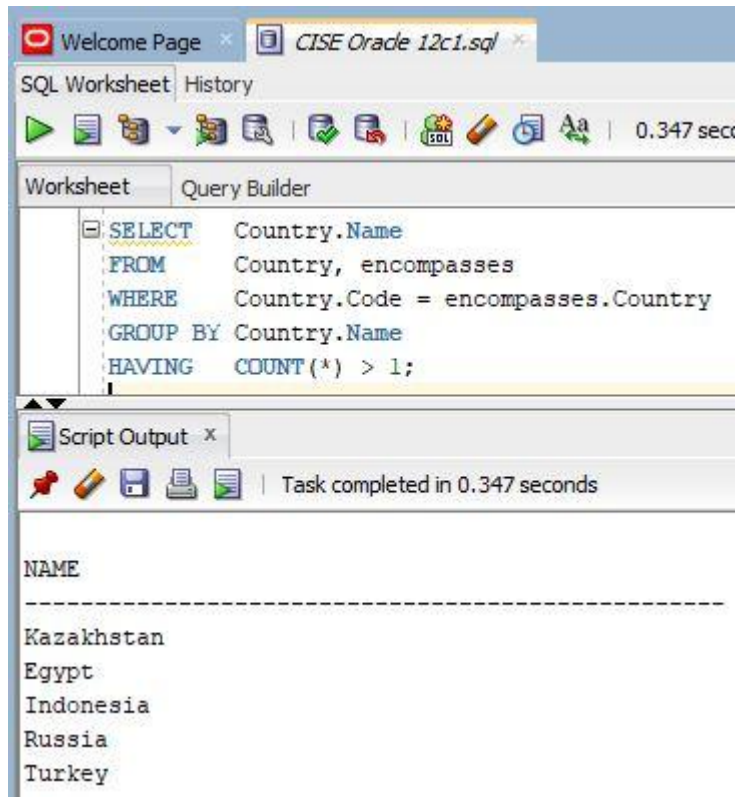 Welcome Page × CISE Oracle 12c1.sql ×
SQL Worksheet History
SQL Aa 0.347
Worksheet Query Builder
SELECT Country.Name
FROM Country, encompasses
WHERE Country.Code = encompasses.Country
GROUP BY Country.Name
HAVING COUNT(*) > 1;
Script Output x
Task completed in 0.347 seconds
NAME
--------------------------------------------------
Kazakhstan
Egypt
Indonesia
Russia
Turkey